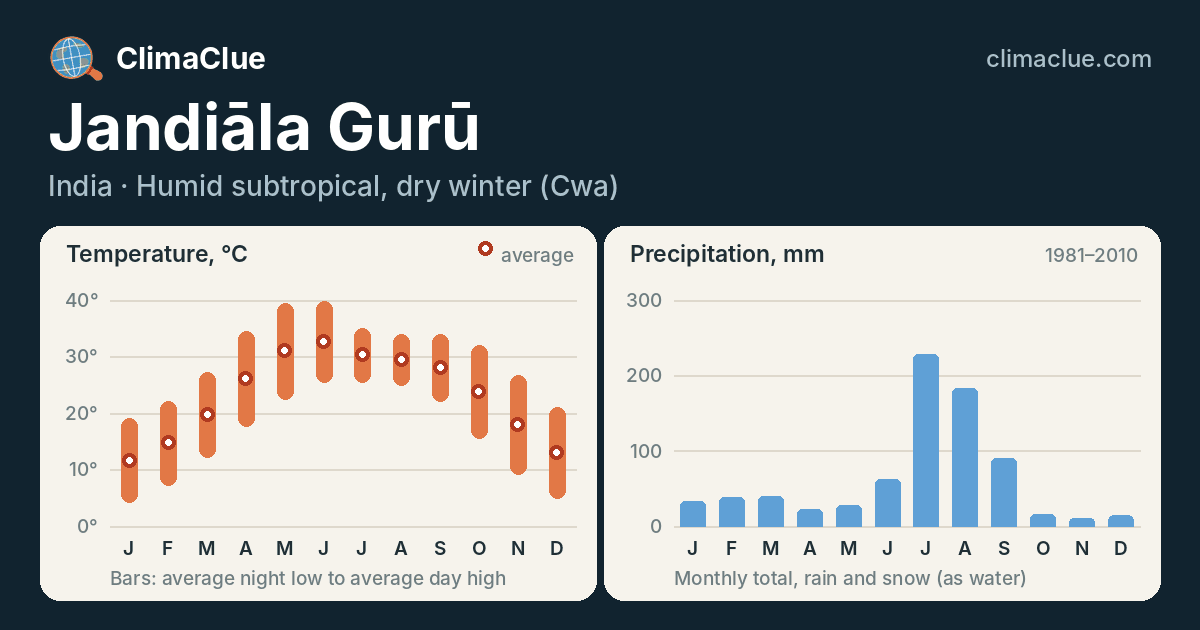 ClimaClue
climaclue.com
Jandiāla Gurū
India · Humid subtropical, dry winter (Cwa)
Temperature, °C
average
40°
30°
20°
10°
0°
J F M A M J J A S O N D
Bars: average night low to average day high
Precipitation, mm
1981–2010
300
200
100
0
J F M A M J J A S O N D
Monthly total, rain and snow (as water)